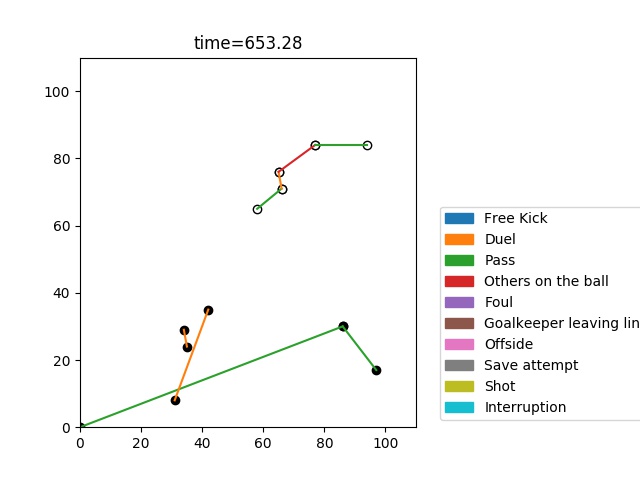 time=653.28
100
80
60
40
20
0
0 20 40 60 80 100
Free Kick
Duel
Pass
Others on the ball
Foul
Goalkeeper leaving lin
Offside
Save attempt
Shot
Interruption